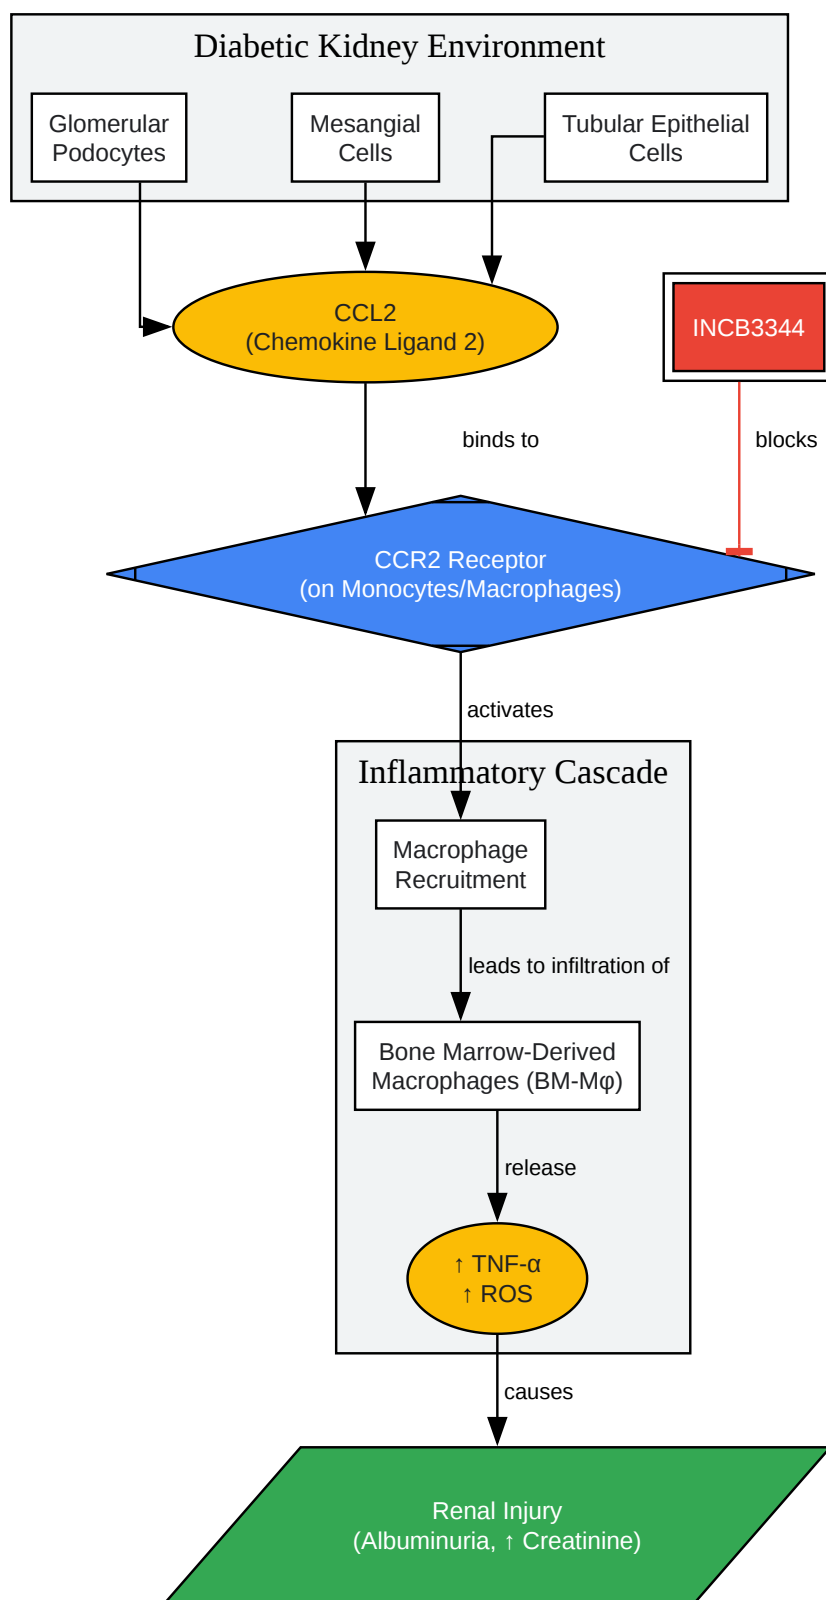 Diabetic Kidney Environment
Glomerular
Podocytes
Mesangial
Cells
Tubular Epithelial
Cells
CCL2
(Chemokine Ligand 2)
INCB3344
binds to
blocks
CCR2 Receptor
(on Monocytes/Macrophages)
activates
Inflammatory Cascade
Macrophage
Recruitment
leads to infiltration of
Bone Marrow-Derived
Macrophages (BM-Mφ)
release
↑ TNF-α
↑ ROS
causes
Renal Injury
(Albuminuria, ↑ Creatinine)